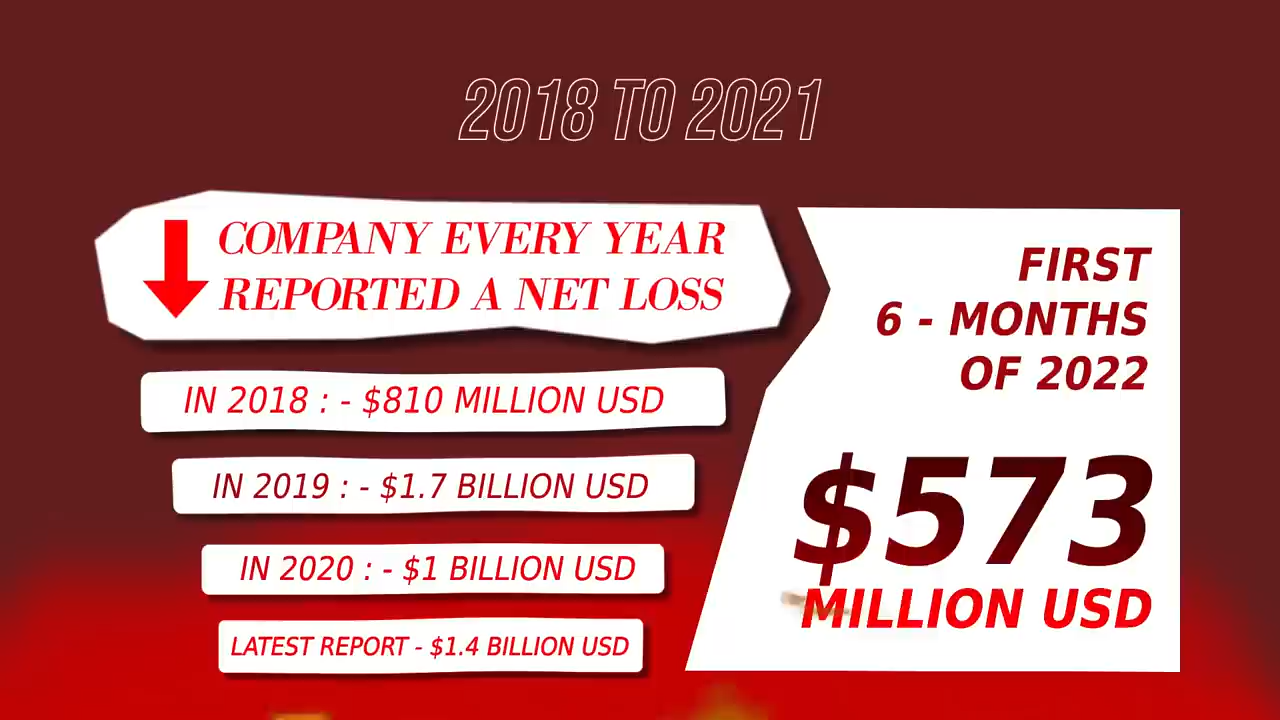 2018 TO 2021
COMPANY EVERY YEAR
REPORTED A NET LOSS
IN 2018 : - $810 MILLION USD
IN 2019 : - $1.7 BILLION USD
IN 2020 : - $1 BILLION USD
LATEST REPORT - $1.4 BILLION USD
FIRST
6 - MONTHS
OF 2022
$573
MILLION USD